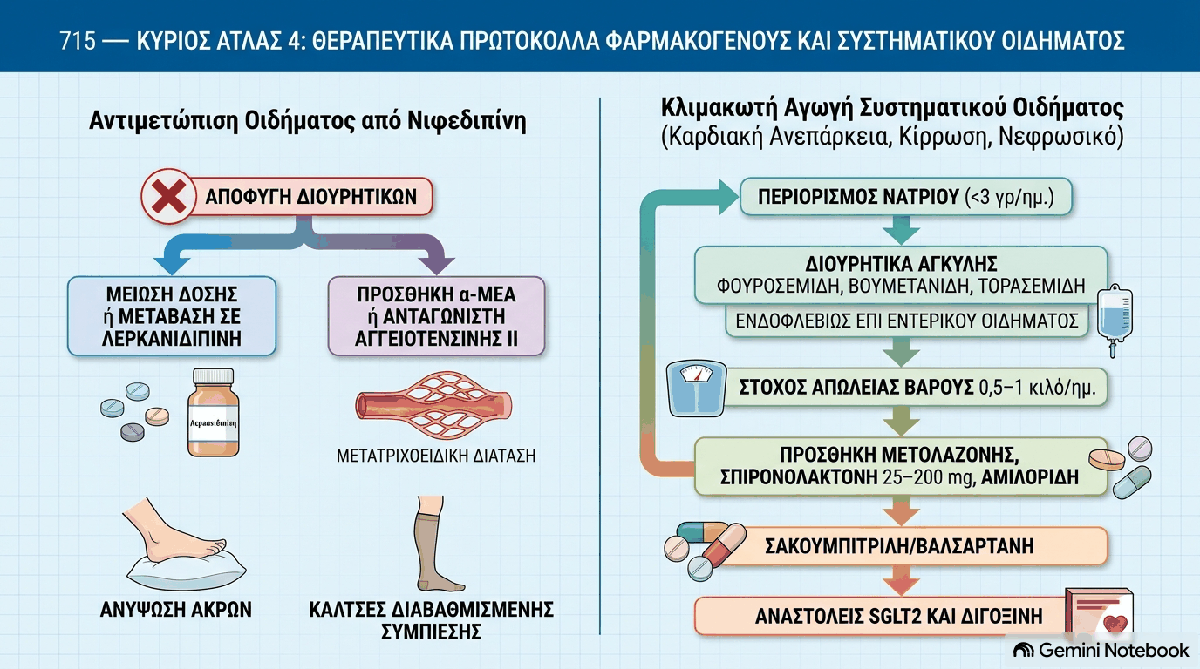 715 — ΚΥΡΙΟΣ ΑΤΛΑΣ 4: ΘΕΡΑΠΕΥΤΙΚΑ ΠΡΩΤΟΚΟΛΛΑ ΦΑΡΜΑΚΟΓΕΝΟΥΣ ΚΑΙ ΣΥΣΤΗΜΑΤΙΚΟΥ ΟΙΔΗΜΑΤΟΣ
Αντιμετώπιση Οιδήματος από Νιφεδιπίνη
ΑΠΟΦΥΓΗ ΔΙΟΥΡΗΤΙΚΩΝ
ΜΕΙΩΣΗ ΔΟΣΗΣ
ή ΜΕΤΑΒΑΣΗ ΣΕ
ΛΕΡΚΑΝΙΔΙΠΙΝΗ
ΠΡΟΣΘΗΚΗ α-ΜΕΑ
ή ΑΝΤΑΓΩΝΙΣΤΗ
ΑΓΓΕΙΟΤΕΝΣΙΝΗΣ ΙΙ
ΜΕΤΑΤΡΙΧΟΕΙΔΙΚΗ ΔΙΑΤΑΣΗ
ΑΝΥΨΩΣΗ ΑΚΡΩΝ
ΚΑΛΤΣΕΣ ΔΙΑΒΑΘΜΙΣΜΕΝΗΣ
ΣΥΜΠΙΕΣΗΣ
Κλιμακωτή Αγωγή Συστηματικού Οιδήματος
(Καρδιακή Ανεπάρκεια, Κίρρωση, Νεφρωσικό)
ΠΕΡΙΟΡΙΣΜΟΣ ΝΑΤΡΙΟΥ (<3 γρ/ημ.)
ΔΙΟΥΡΗΤΙΚΑ ΑΓΚΥΛΗΣ
ΦΟΥΡΟΣΕΜΙΔΗ, ΒΟΥΜΕΤΑΝΙΔΗ, ΤΟΡΑΣΕΜΙΔΗ
ΕΝΔΟΦΛΕΒΙΩΣ ΕΠΙ ΕΝΤΕΡΙΚΟΥ ΟΙΔΗΜΑΤΟΣ
ΣΤΟΧΟΣ ΑΠΩΛΕΙΑΣ ΒΑΡΟΥΣ 0,5–1 κιλό/ημ.
ΠΡΟΣΘΗΚΗ ΜΕΤΟΛΑΖΟΝΗΣ,
ΣΠΙΡΟΝΟΛΑΚΤΟΝΗ 25–200 mg, ΑΜΙΛΟΡΙΔΗ
ΣΑΚΟΥΜΠΙΤΡΙΛΗ/ΒΑΛΣΑΡΤΑΝΗ
ΑΝΑΣΤΟΛΕΙΣ SGLT2 ΚΑΙ ΔΙΓΟΞΙΝΗ
Gemini Notebook